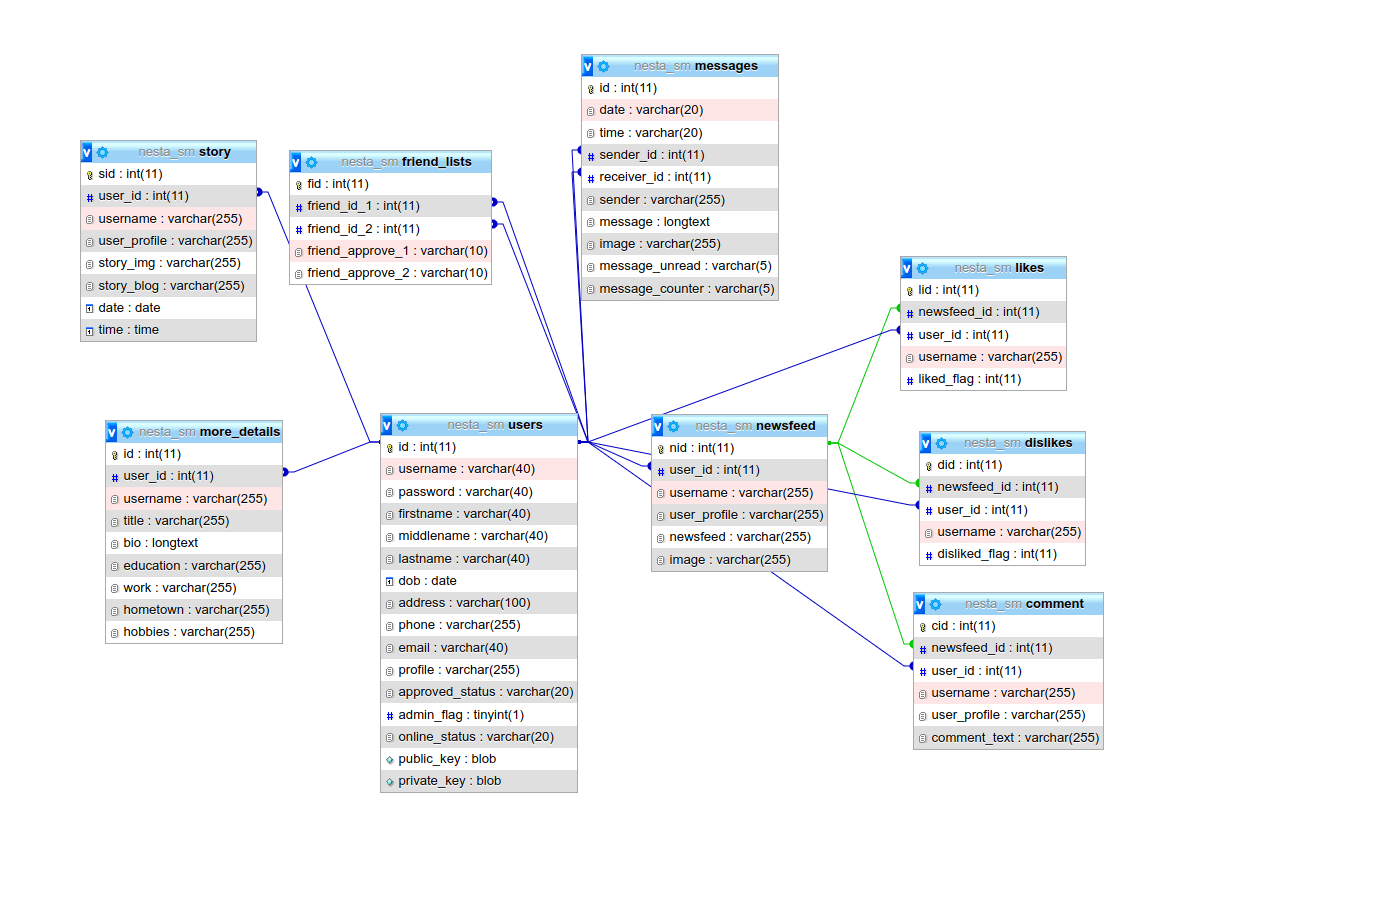 nesta_sm messages
id : int(11)
date : varchar(20)
time : varchar(20)
sender_id : int(11)
receiver_id : int(11)
sender : varchar(255)
message : longtext
image : varchar(255)
message_unread : varchar(5)
message_counter : varchar(5)
nesta_sm story
sid : int(11)
user_id : int(11)
username : varchar(255)
user_profile : varchar(255)
story_img : varchar(255)
story_blog : varchar(255)
date : date
time : time
nesta_sm friend_lists
fid : int(11)
friend_id_1 : int(11)
friend_id_2 : int(11)
friend_approve_1 : varchar(10)
friend_approve_2 : varchar(10)
nesta_sm likes
lid : int(11)
newsfeed_id : int(11)
user_id : int(11)
username : varchar(255)
liked_flag : int(11)
nesta_sm more_details
id : int(11)
user_id : int(11)
username : varchar(255)
title : varchar(255)
bio : longtext
education : varchar(255)
work : varchar(255)
hometown : varchar(255)
hobbies : varchar(255)
nesta_sm users
id : int(11)
username : varchar(40)
password : varchar(40)
firstname : varchar(40)
middlename : varchar(40)
lastname : varchar(40)
dob : date
address : varchar(100)
phone : varchar(255)
email : varchar(40)
profile : varchar(255)
approved_status : varchar(20)
admin_flag : tinyint(1)
online_status : varchar(20)
public_key : blob
private_key : blob
nesta_sm newsfeed
nid : int(11)
user_id : int(11)
username : varchar(255)
user_profile : varchar(255)
newsfeed : varchar(255)
image : varchar(255)
nesta_sm dislikes
did : int(11)
newsfeed_id : int(11)
user_id : int(11)
username : varchar(255)
disliked_flag : int(11)
nesta_sm comment
cid : int(11)
newsfeed_id : int(11)
user_id : int(11)
username : varchar(255)
user_profile : varchar(255)
comment_text : varchar(255)